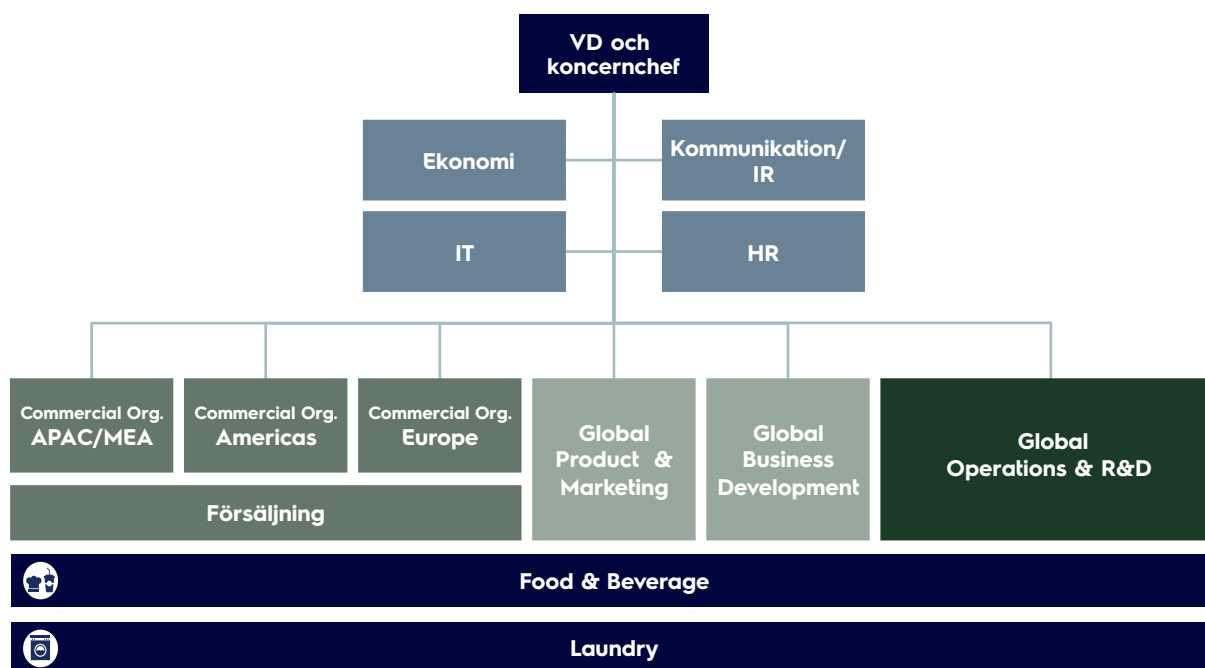 VD och
koncernchef
Ekonomi
Kommunikation/
IR
IT
HR
Commercial Org.
APAC/MEA
Commercial Org.
Americas
Commercial Org.
Europe
Global
Product &
Marketing
Global
Business
Development
Global
Operations & R&D
Försäljning
Food & Beverage
Laundry